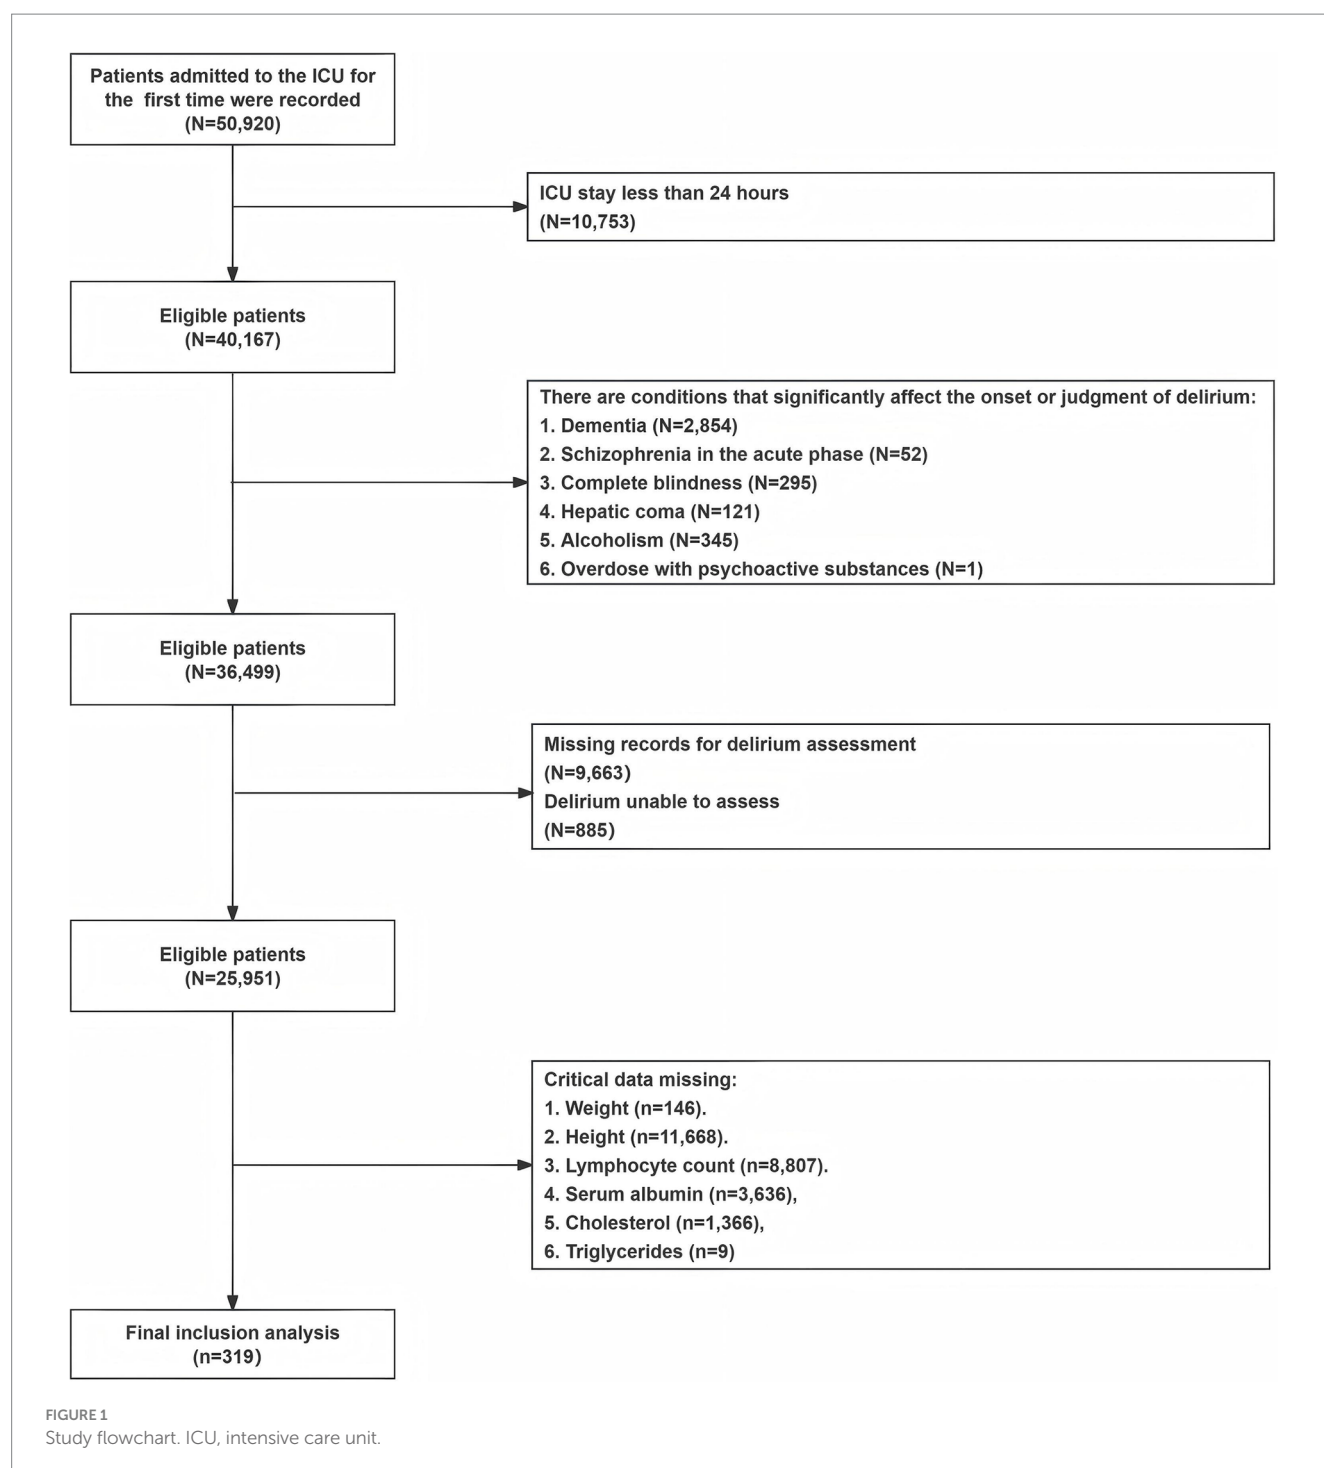 Patients admitted to the ICU for
the first time were recorded
(N=50,920)
ICU stay less than 24 hours
(N=10,753)
Eligible patients
(N=40,167)
There are conditions that significantly affect the onset or judgment of delirium:
1. Dementia (N=2,854)
2. Schizophrenia in the acute phase (N=52)
3. Complete blindness (N=295)
4. Hepatic coma (N=121)
5. Alcoholism (N=345)
6. Overdose with psychoactive substances (N=1)
Eligible patients
(N=36,499)
Missing records for delirium assessment
(N=9,663)
Delirium unable to assess
(N=885)
Eligible patients
(N=25,951)
Critical data missing:
1. Weight (n=146).
2. Height (n=11,668).
3. Lymphocyte count (n=8,807).
4. Serum albumin (n=3,636),
5. Cholesterol (n=1,366),
6. Triglycerides (n=9)
Final inclusion analysis
(n=319)
FIGURE 1
Study flowchart. ICU, intensive care unit.